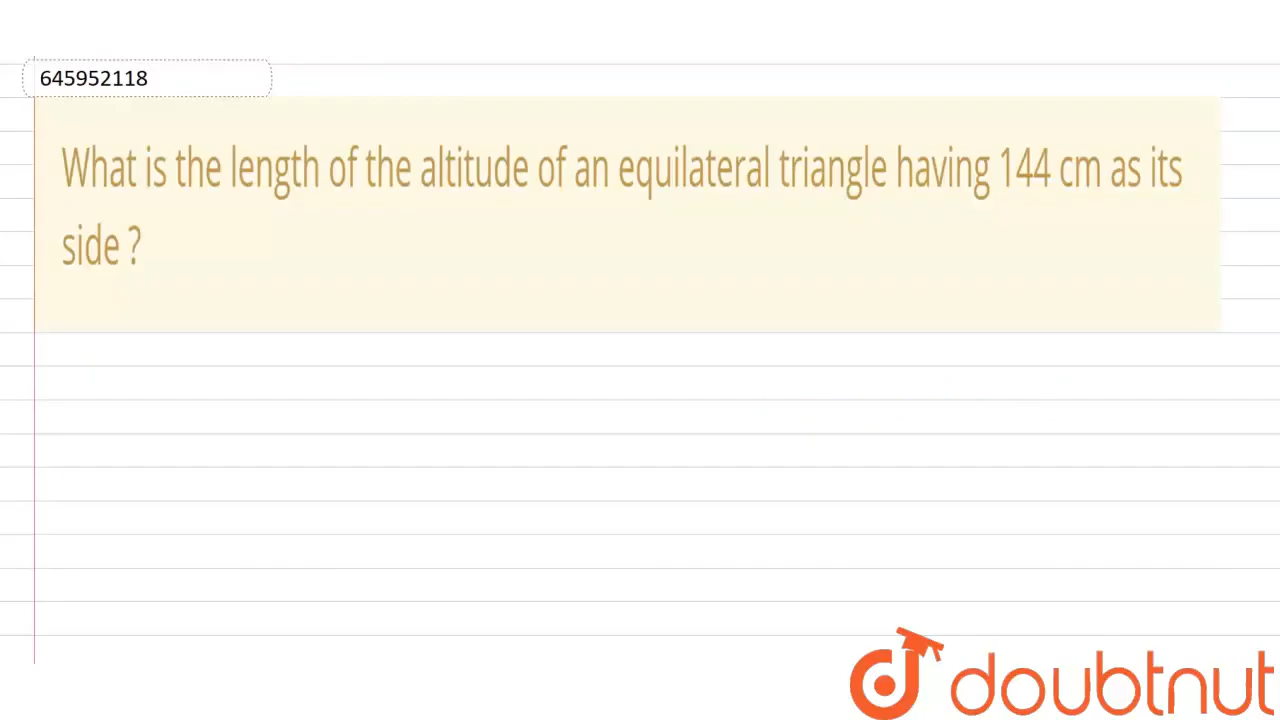 645952118
What is the length of the altitude of an equilateral triangle having 144 cm as its
side ?
doubtnut